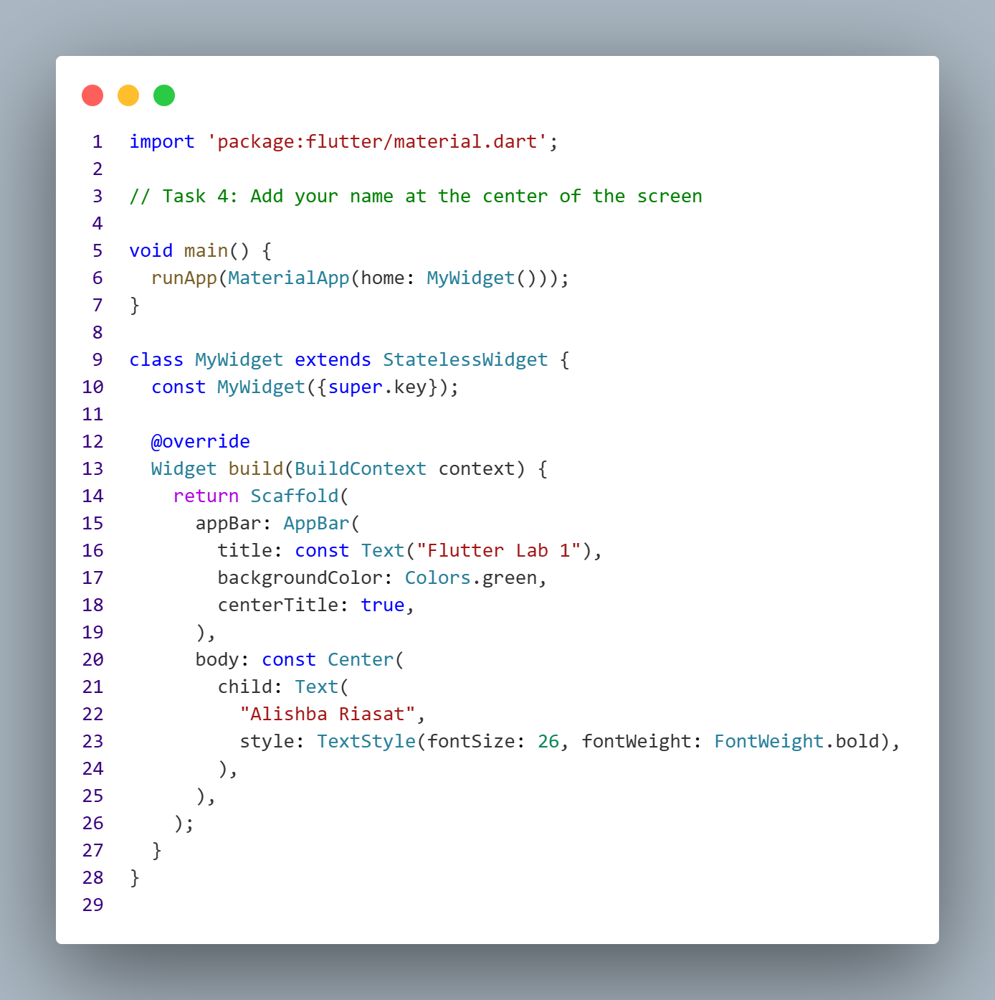 1 import 'package:flutter/material.dart';
2
3 // Task 4: Add your name at the center of the screen
4
5 void main() {
6   runApp(MaterialApp(home: MyWidget()));
7 }
8
9 class MyWidget extends StatelessWidget {
10   const MyWidget({super.key});
11
12   @override
13   Widget build(BuildContext context) {
14     return Scaffold(
15       appBar: AppBar(
16         title: const Text("Flutter Lab 1"),
17         backgroundColor: Colors.green,
18         centerTitle: true,
19       ),
20       body: const Center(
21         child: Text(
22           "Alishba Riasat",
23           style: TextStyle(fontSize: 26, fontWeight: FontWeight.bold),
24         ),
25       ),
26     );
27   }
28 }
29